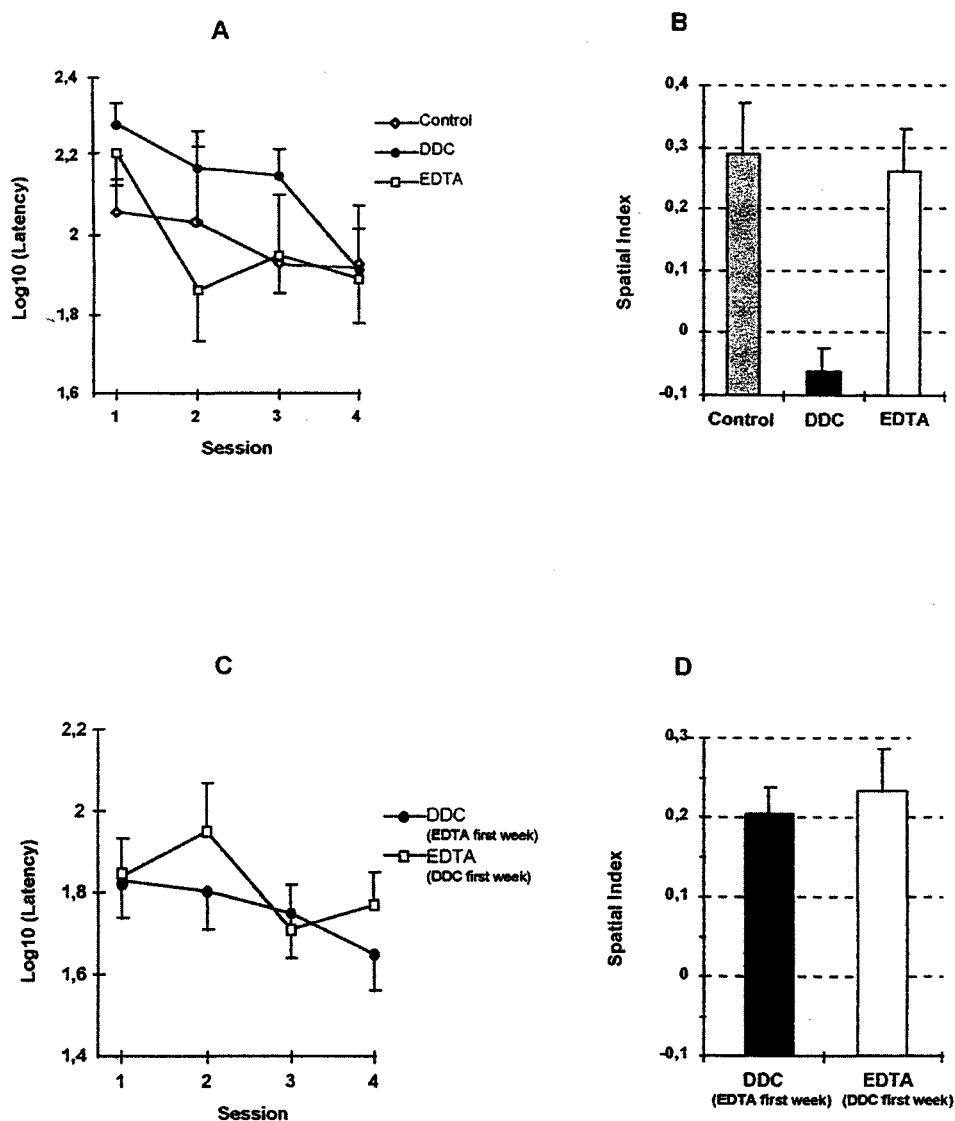 A
2,4
2,2
2
1,8
1,6
Log10 (Latency)
1 2 3 4
Session
Control
DDC
EDTA
B
0,4
0,3
0,2
0,1
0
-0,1
Spatial Index
Control DDC EDTA
C
2,2
2
1,8
1,6
1,4
Log10 (Latency)
1 2 3 4
Session
DDC
(EDTA first week)
EDTA
(DDC first week)
D
0,3
0,2
0,1
0
-0,1
Spatial Index
DDC EDTA
(EDTA first week) (DDC first week)